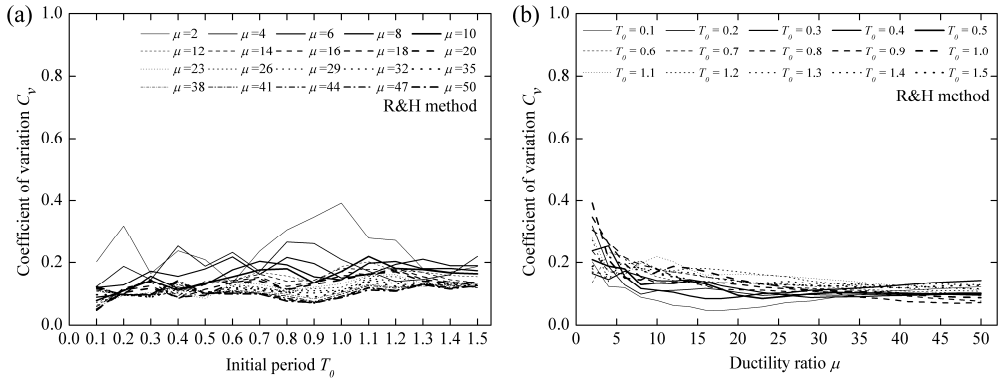 (a)
1.0
0.8
0.6
0.4
0.2
0.0
Coefficient of variation Cv
μ=2 μ=4 μ=6 μ=8 μ=10
μ=12 μ=14 μ=16 μ=18 μ=20
μ=23 μ=26 μ=29 μ=32 μ=35
μ=38 μ=41 μ=44 μ=47 μ=50
R&H method
0.0 0.1 0.2 0.3 0.4 0.5 0.6 0.7 0.8 0.9 1.0 1.1 1.2 1.3 1.4 1.5
Initial period T0
(b)
1.0
0.8
0.6
0.4
0.2
0.0
Coefficient of variation Cv
T0 = 0.1 T0 = 0.2 T0 = 0.3 T0 = 0.4 T0 = 0.5
T0 = 0.6 T0 = 0.7 T0 = 0.8 T0 = 0.9 T0 = 1.0
T0 = 1.1 T0 = 1.2 T0 = 1.3 T0 = 1.4 T0 = 1.5
R&H method
0 5 10 15 20 25 30 35 40 45 50
Ductility ratio μ